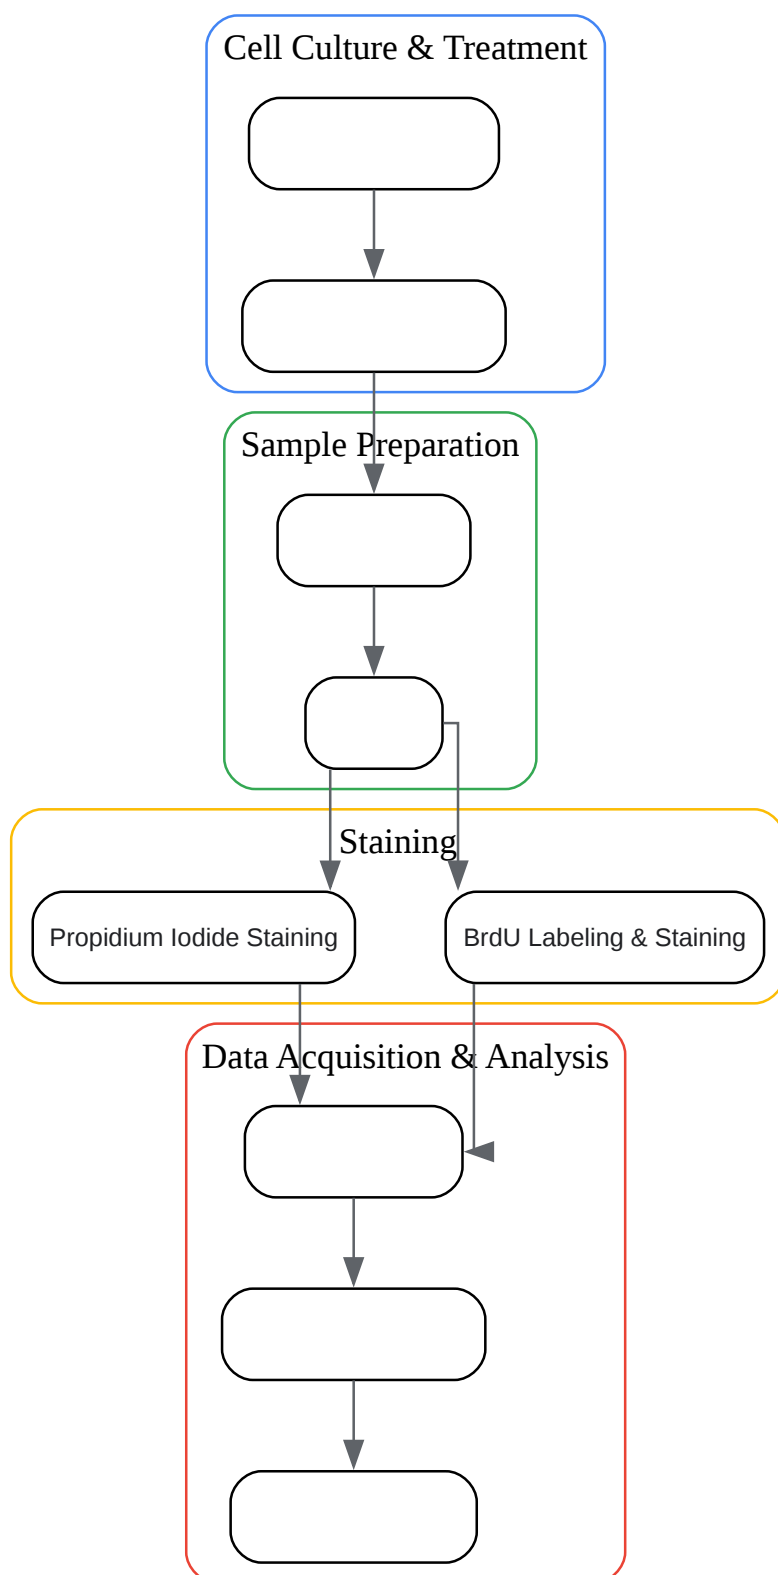 Cell Culture & Treatment
Sample Preparation
Staining
Propidium Iodide Staining
BrdU Labeling & Staining
Data Acquisition & Analysis